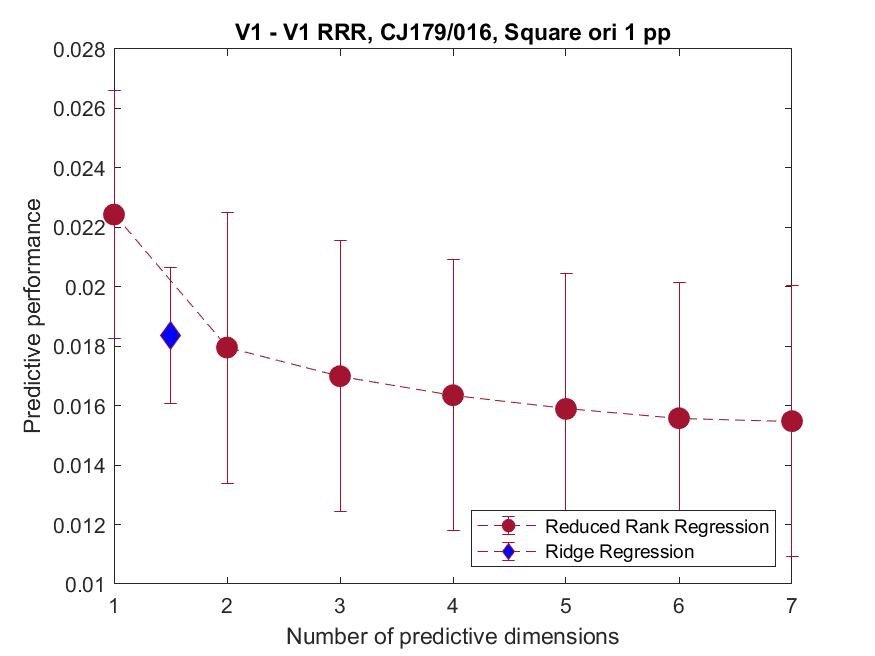 V1 - V1 RRR, CJ179/016, Square ori 1 pp
0.028
0.026
0.024
0.022
0.02
0.018
0.016
0.014
0.012
0.01
Predictive performance
Reduced Rank Regression
Ridge Regression
1 2 3 4 5 6 7
Number of predictive dimensions